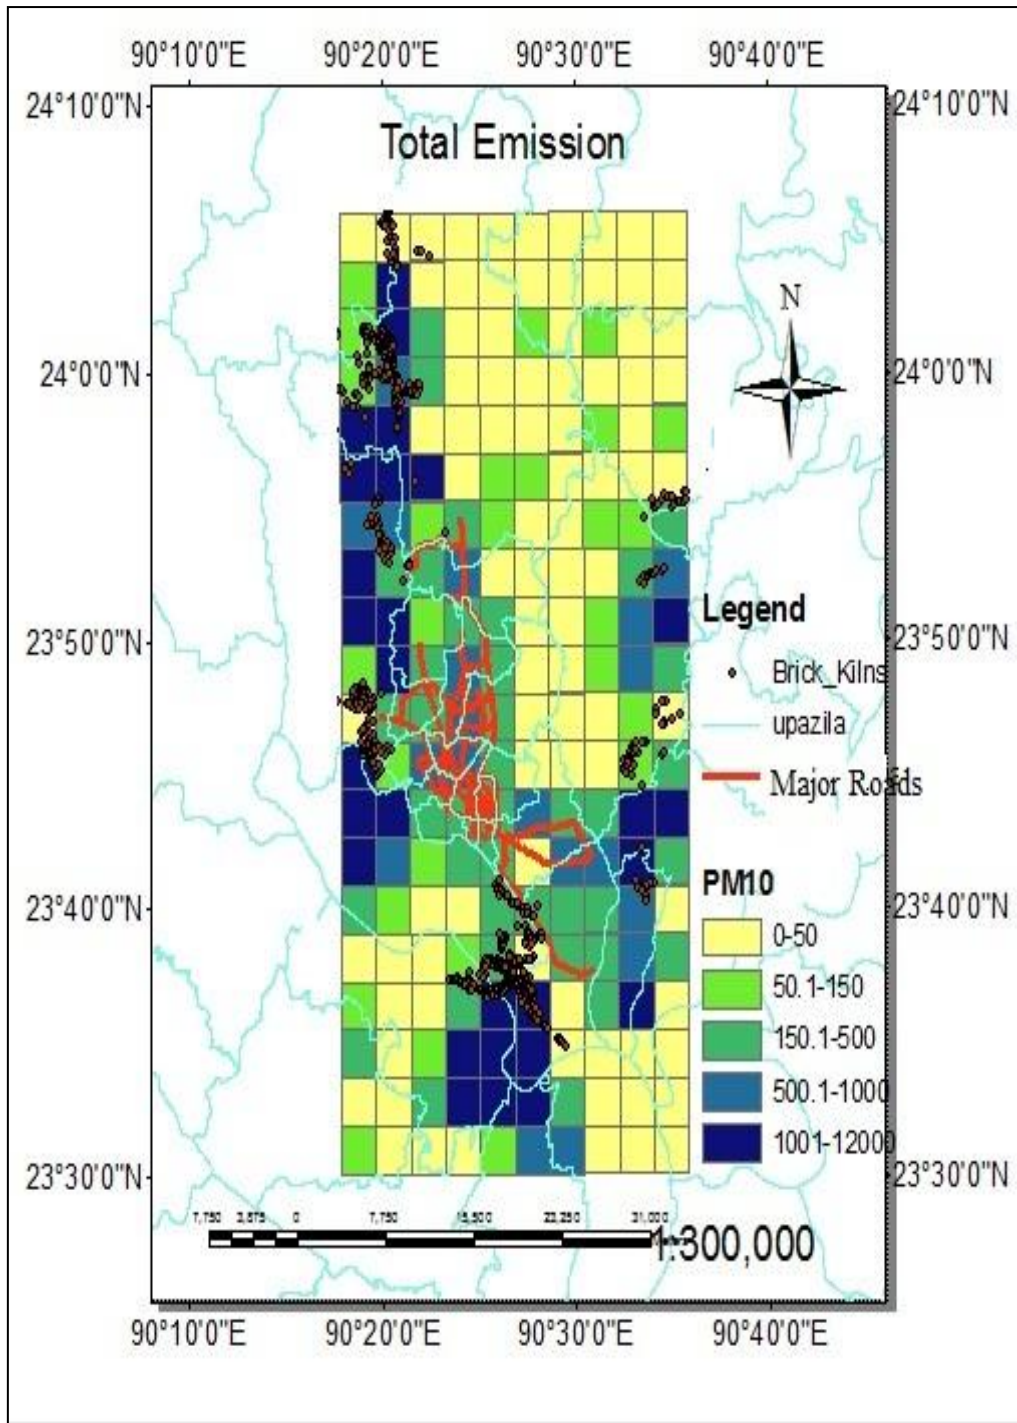 90°10'0"E 90°20'0"E 90°30'0"E 90°40'0"E
24°10'0"N 24°10'0"N
Total Emission
N
24°0'0"N 24°0'0"N
Legend
23°50'0"N 23°50'0"N
Brick_Kilns
upazila
Major Roads
PM10
23°40'0"N 23°40'0"N
0-50
50.1-150
150.1-500
500.1-1000
1001-12000
23°30'0"N 23°30'0"N
7,750 3,875 0 7,750 15,500 23,250 31,000
1:300,000
90°10'0"E 90°20'0"E 90°30'0"E 90°40'0"E